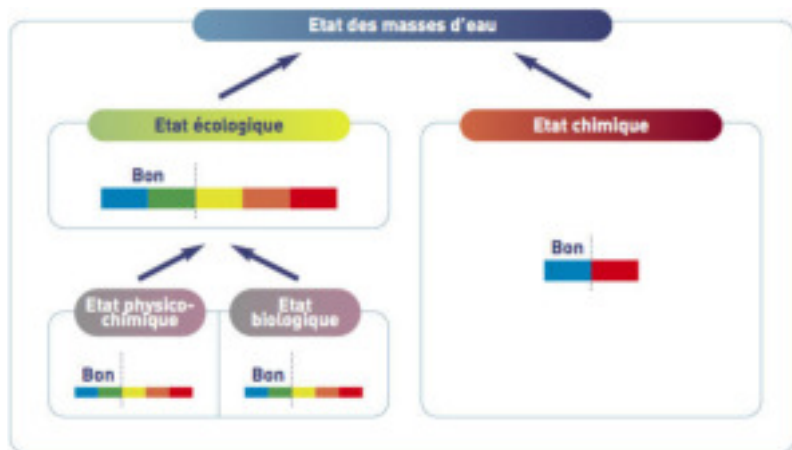 Etat des masses d'eau
Etat écologique
Etat chimique
Bon
Bon
Etat physico-
chimique
Etat
biologique
Bon
Bon